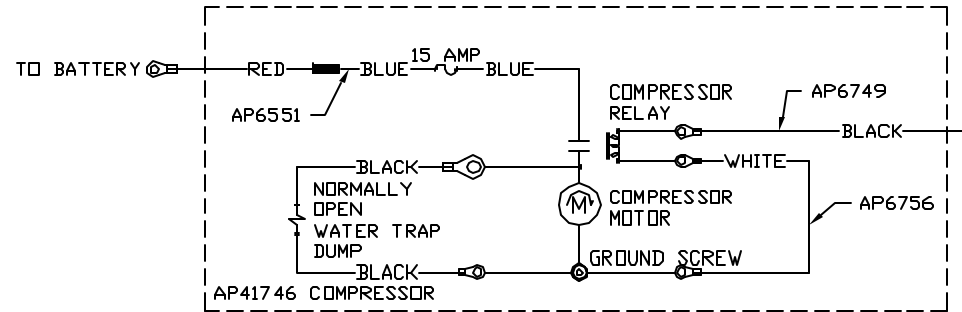 15 AMP
TO BATTERY RED BLUE BLUE
AP6551
COMPRESSOR
RELAY
AP6749
BLACK
WHITE
BLACK
NORMALLY
OPEN
WATER TRAP
DUMP
M
COMPRESSOR
MOTOR
AP6756
GROUND SCREW
BLACK
AP41746 COMPRESSOR